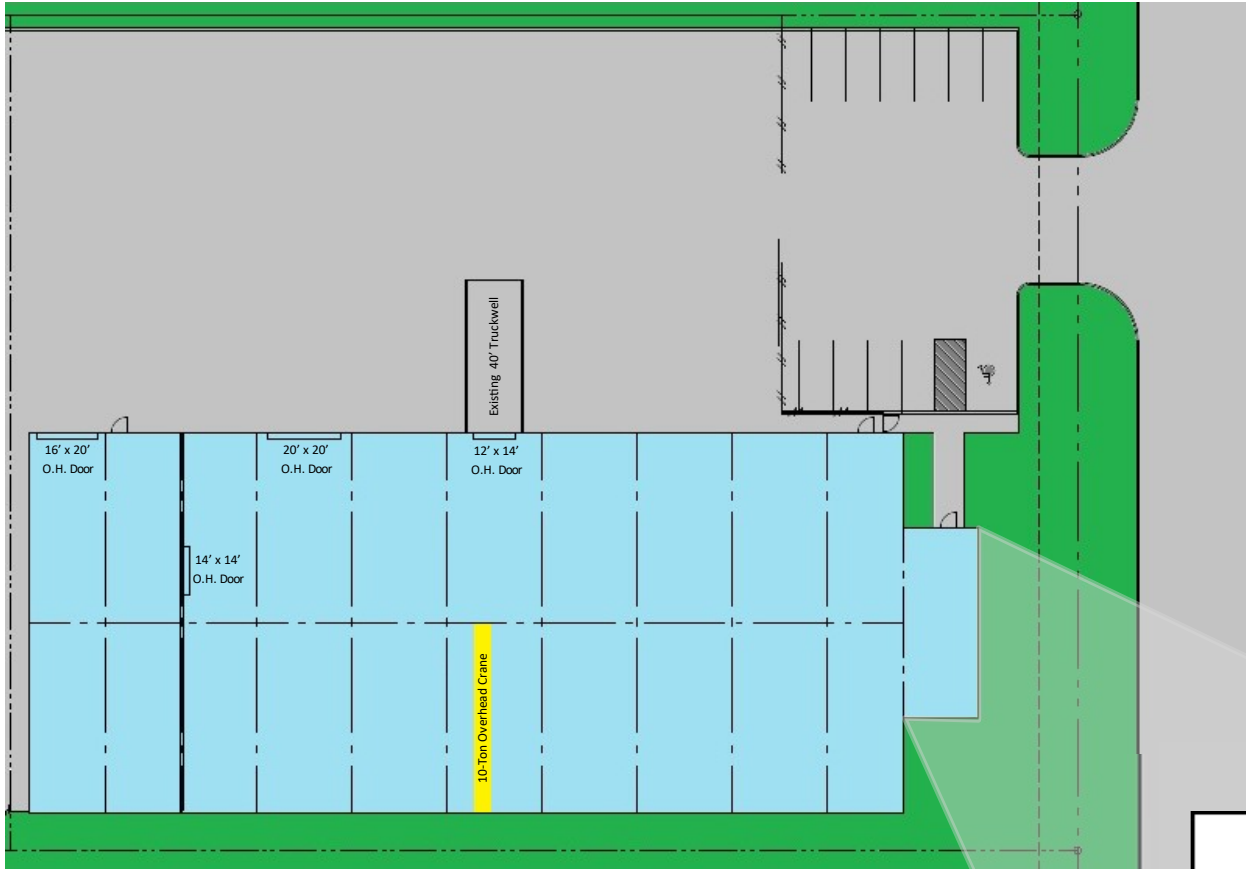 Existing 40' Truckwell
16' x 20'
O.H. Door
20' x 20'
O.H. Door
12' x 14'
O.H. Door
14' x 14'
O.H. Door
10-Ton Overhead Crane